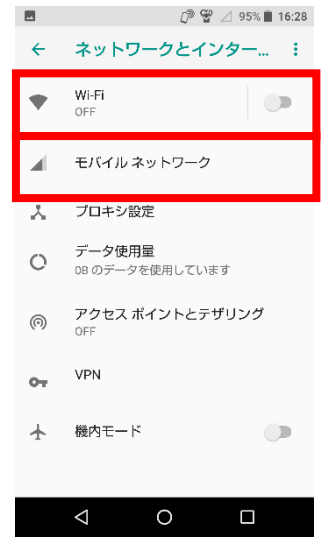 95% 16:28
ネットワークとインター...
Wi-Fi
OFF
モバイル ネットワーク
プロキシ設定
データ使用量
0B のデータを使用しています
アクセス ポイントとテザリング
OFF
VPN
機内モード